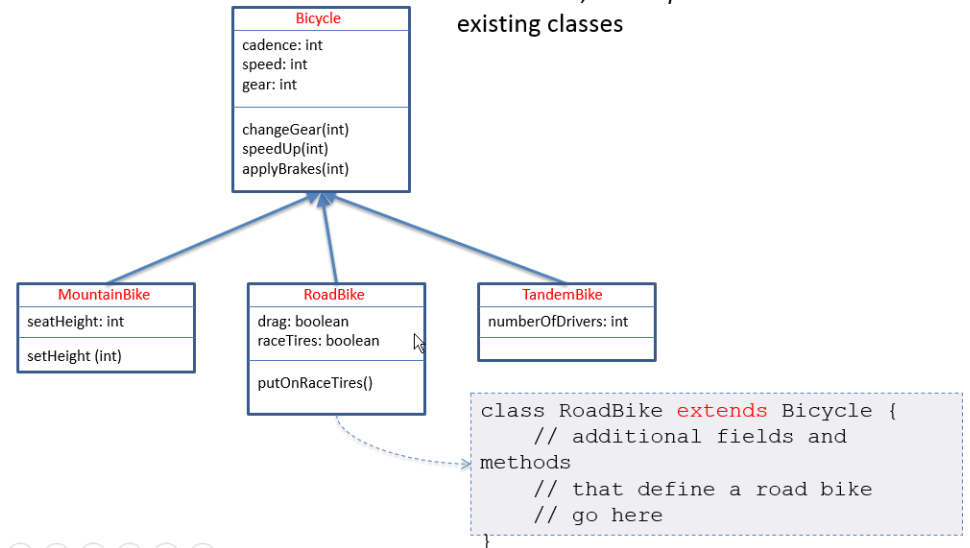 existing classes
Bicycle
cadence: int
speed: int
gear: int
changeGear(int)
speedUp(int)
applyBrakes(int)
MountainBike
seatHeight: int
setHeight (int)
RoadBike
drag: boolean
raceTires: boolean
putOnRaceTires()
TandemBike
numberOfDrivers: int
class RoadBike extends Bicycle {
// additional fields and
methods
// that define a road bike
// go here
}